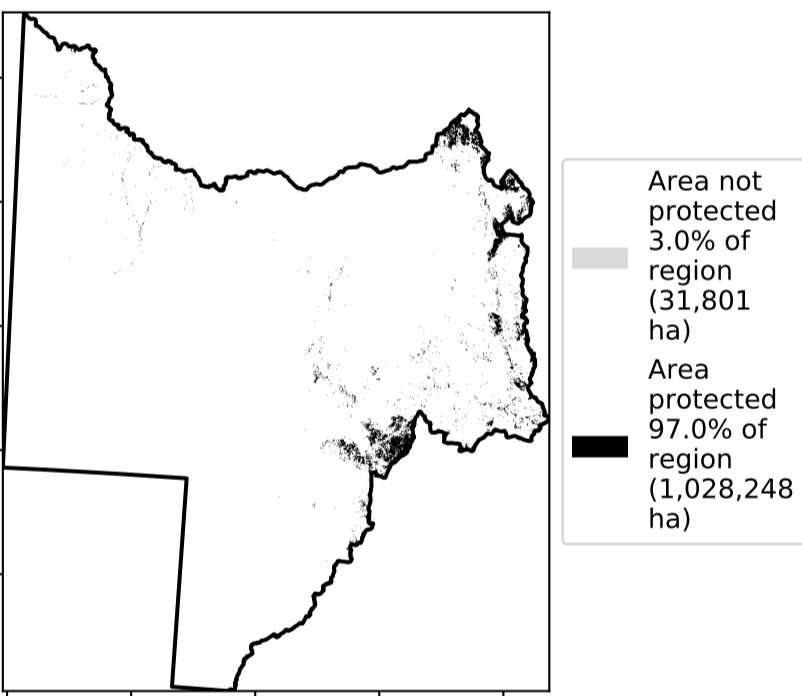 Area not
protected
3.0% of
region
(31,801
ha)
Area
protected
97.0% of
region
(1,028,248
ha)